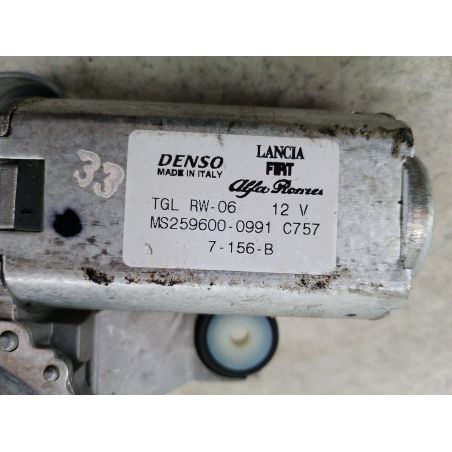 33
DENSO
MADE IN ITALY
LANCIA
FIAT
Alfa Romeo
TGL RW-06 12 V
MS259600-0991 C757
7-156-B